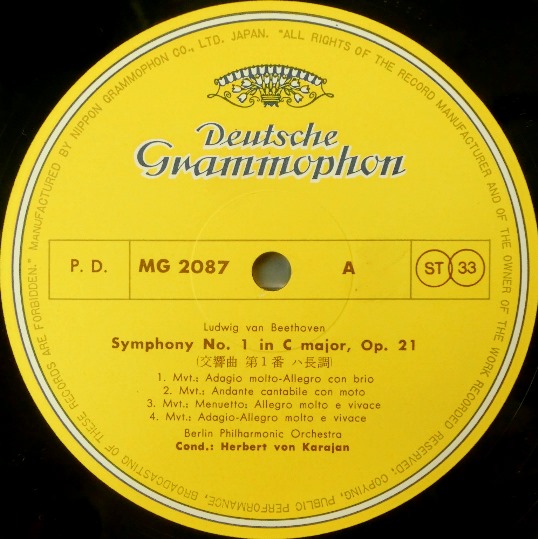 MANUFACTURED BY NIPPON GRAMMOPHON CO., LTD. JAPAN. "ALL RIGHTS OF THE RECORD MANUFACTURER AND OF THE OWNER OF THE WORK RECORDED RESERVED; COPYING, PUBLIC PERFORMANCE, BROADCASTING OF THESE RECORDS ARE FORBIDDEN."
Deutsche
Grammophon
P. D. MG 2087 A ST 33
Ludwig van Beethoven
Symphony No. 1 in C major, Op. 21
(交響曲 第1番 ハ長調)
1. Mvt.: Adagio molto-Allegro con brio
2. Mvt.: Andante cantabile con moto
3. Mvt.: Menuetto; Allegro molto e vivace
4. Mvt.: Adagio-Allegro molto e vivace
Berlin Philharmonic Orchestra
Cond.: Herbert von Karajan